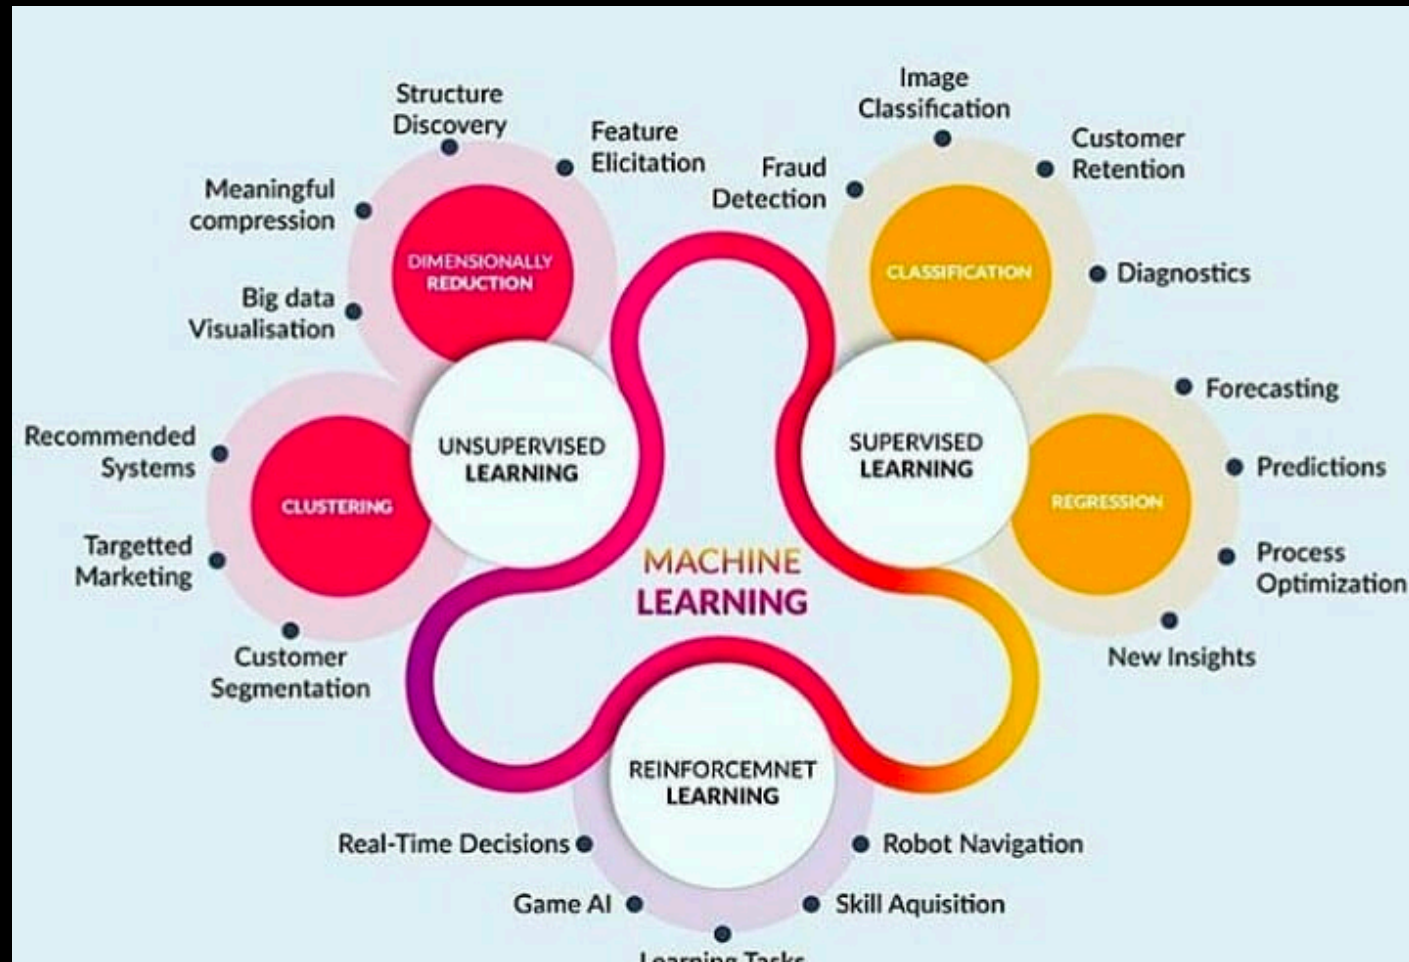 Structure
Discovery
Feature
Elicitation
Meaningful
compression
DIMENSIONALLY
REDUCTION
Big data
Visualisation
Recommended
Systems
CLUSTERING
Targetted
Marketing
Customer
Segmentation
UNSUPERVISED
LEARNING
Image
Classification
Customer
Retention
Fraud
Detection
CLASSIFICATION
Diagnostics
SUPERVISED
LEARNING
Forecasting
Predictions
REGRESSION
Process
Optimization
New Insights
MACHINE
LEARNING
REINFORCEMNET
LEARNING
Real-Time Decisions
Robot Navigation
Game AI
Skill Aquisition
Learning Tasks